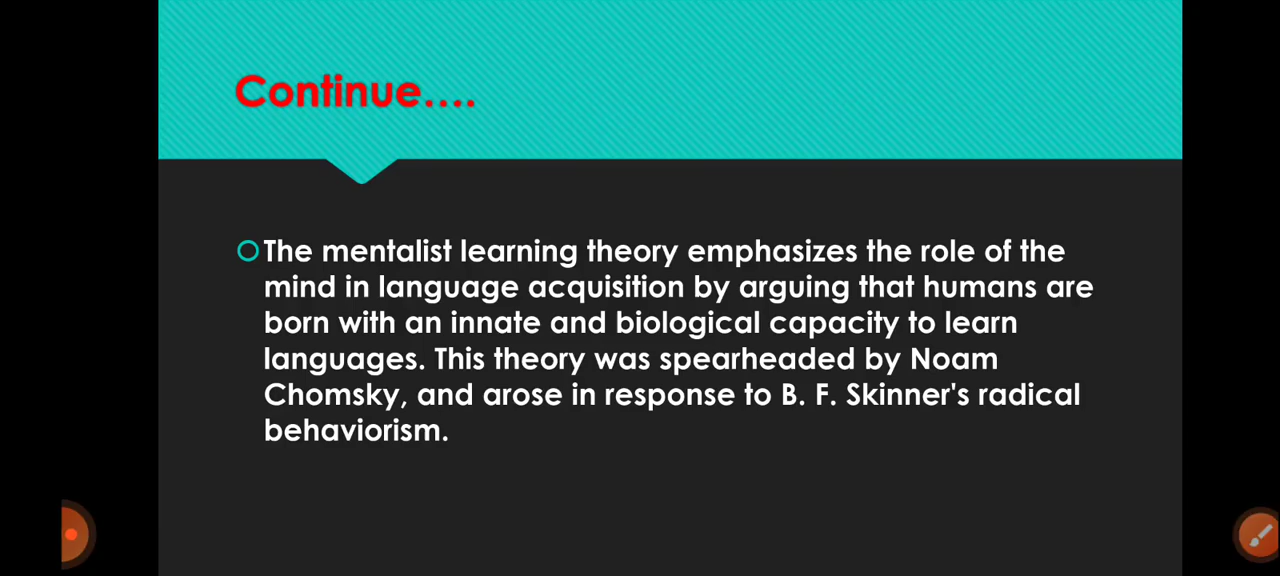 Continue....
The mentalist learning theory emphasizes the role of the
mind in language acquisition by arguing that humans are
born with an innate and biological capacity to learn
languages. This theory was spearheaded by Noam
Chomsky, and arose in response to B. F. Skinner's radical
behaviorism.